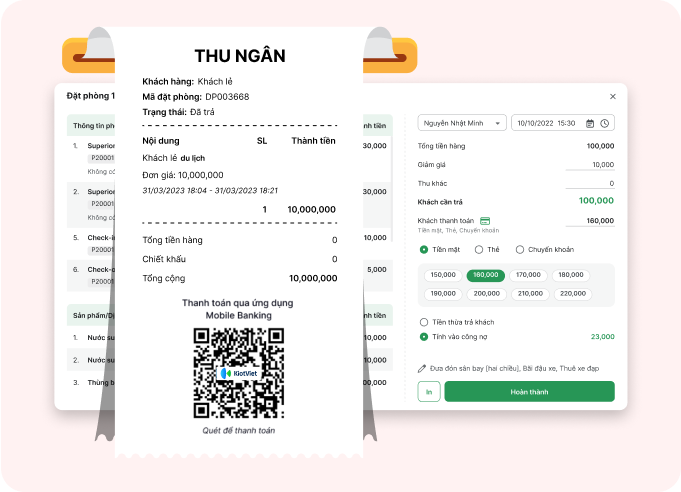 THU NGÂN
Khách hàng: Khách lẻ
Mã đặt phòng: DP003668
Trạng thái: Đã trả
Nội dung SL Thành tiền
Khách lẻ du lịch
Đơn giá: 10,000,000
31/03/2023 18:04 - 31/03/2023 18:21
1 10,000,000
Tổng tiền hàng 0
Chiết khấu 0
Tổng cộng 10,000,000
Thanh toán qua ứng dụng
Mobile Banking
KiotViet
Quét để thanh toán
Đặt phòng 1
Thông tin ph
1. Superior
P20001
Không có
2. Superior
P20001
Không có
5. Check-i
P20001
6. Check-o
P20001
Sản phẩm/Dị
1. Nước su
2. Nước su
3. Thùng b
nh tiền
30,000
30,000
10,000
5,000
nh tiền
10,000
00,000
00,000
Nguyễn Nhật Minh 10/10/2022 15:30
Tổng tiền hàng 100,000
Giảm giá 10,000
Thu khác 0
Khách cần trả 100,000
Khách thanh toán 160,000
Tiền mặt, Thẻ, Chuyển khoản
Tiền mặt Thẻ Chuyển khoản
150,000 160,000 170,000 180,000
190,000 200,000 210,000 220,000
Tiền thừa trả khách
Tính vào công nợ 23,000
Đưa đón sân bay [hai chiều], Bãi đậu xe, Thuê xe đạp
In Hoàn thành